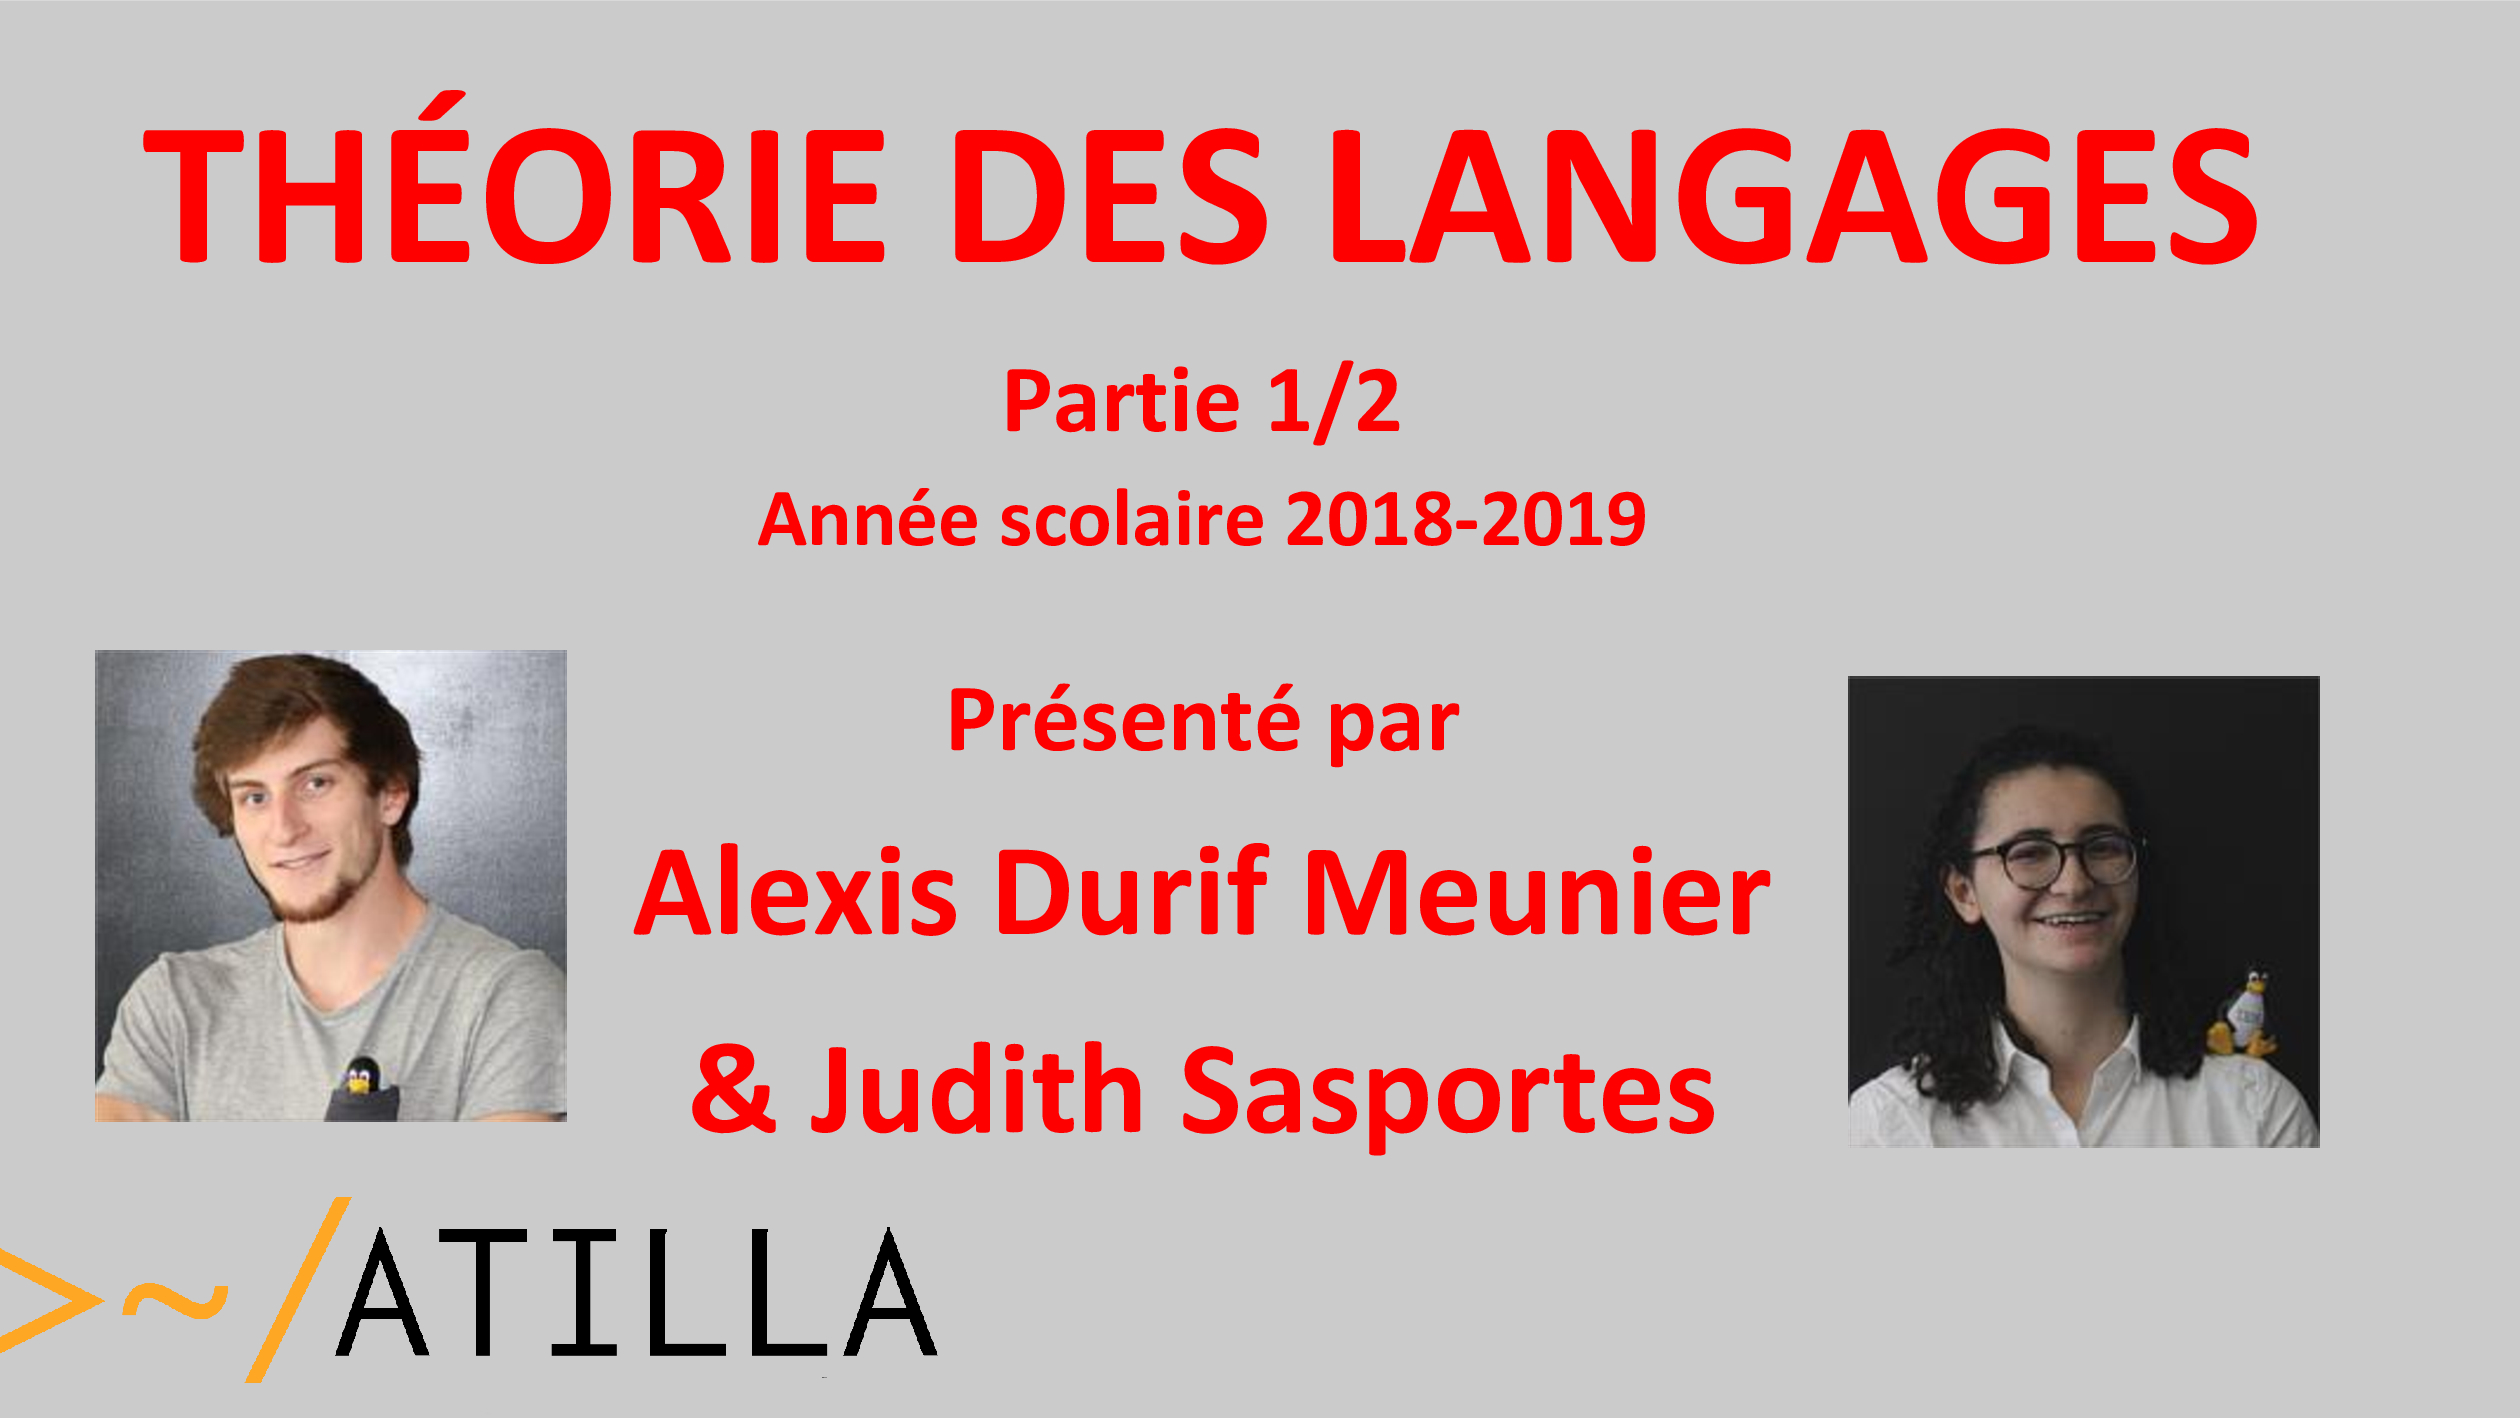 THÉORIE DES LANGAGES
Partie 1/2
Année scolaire 2018-2019
Présenté par
Alexis Durif Meunier
& Judith Sasportes
>~/ATILLA